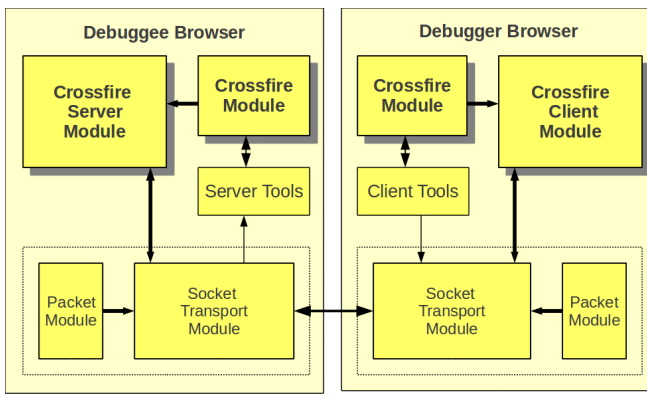 Debuggee Browser
Crossfire
Server
Module
Crossfire
Module
Server Tools
Packet
Module
Socket
Transport
Module
Debugger Browser
Crossfire
Module
Crossfire
Client
Module
Client Tools
Socket
Transport
Module
Packet
Module